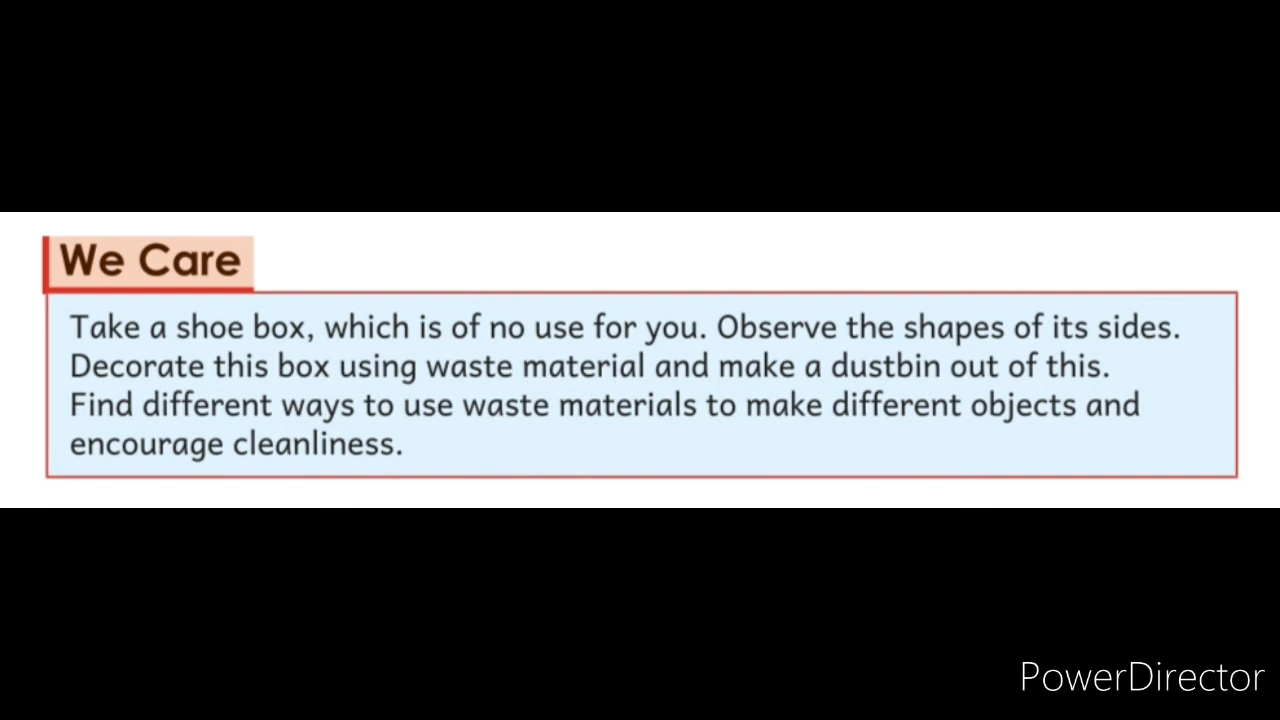 We Care
Take a shoe box, which is of no use for you. Observe the shapes of its sides.
Decorate this box using waste material and make a dustbin out of this.
Find different ways to use waste materials to make different objects and
encourage cleanliness.
PowerDirector